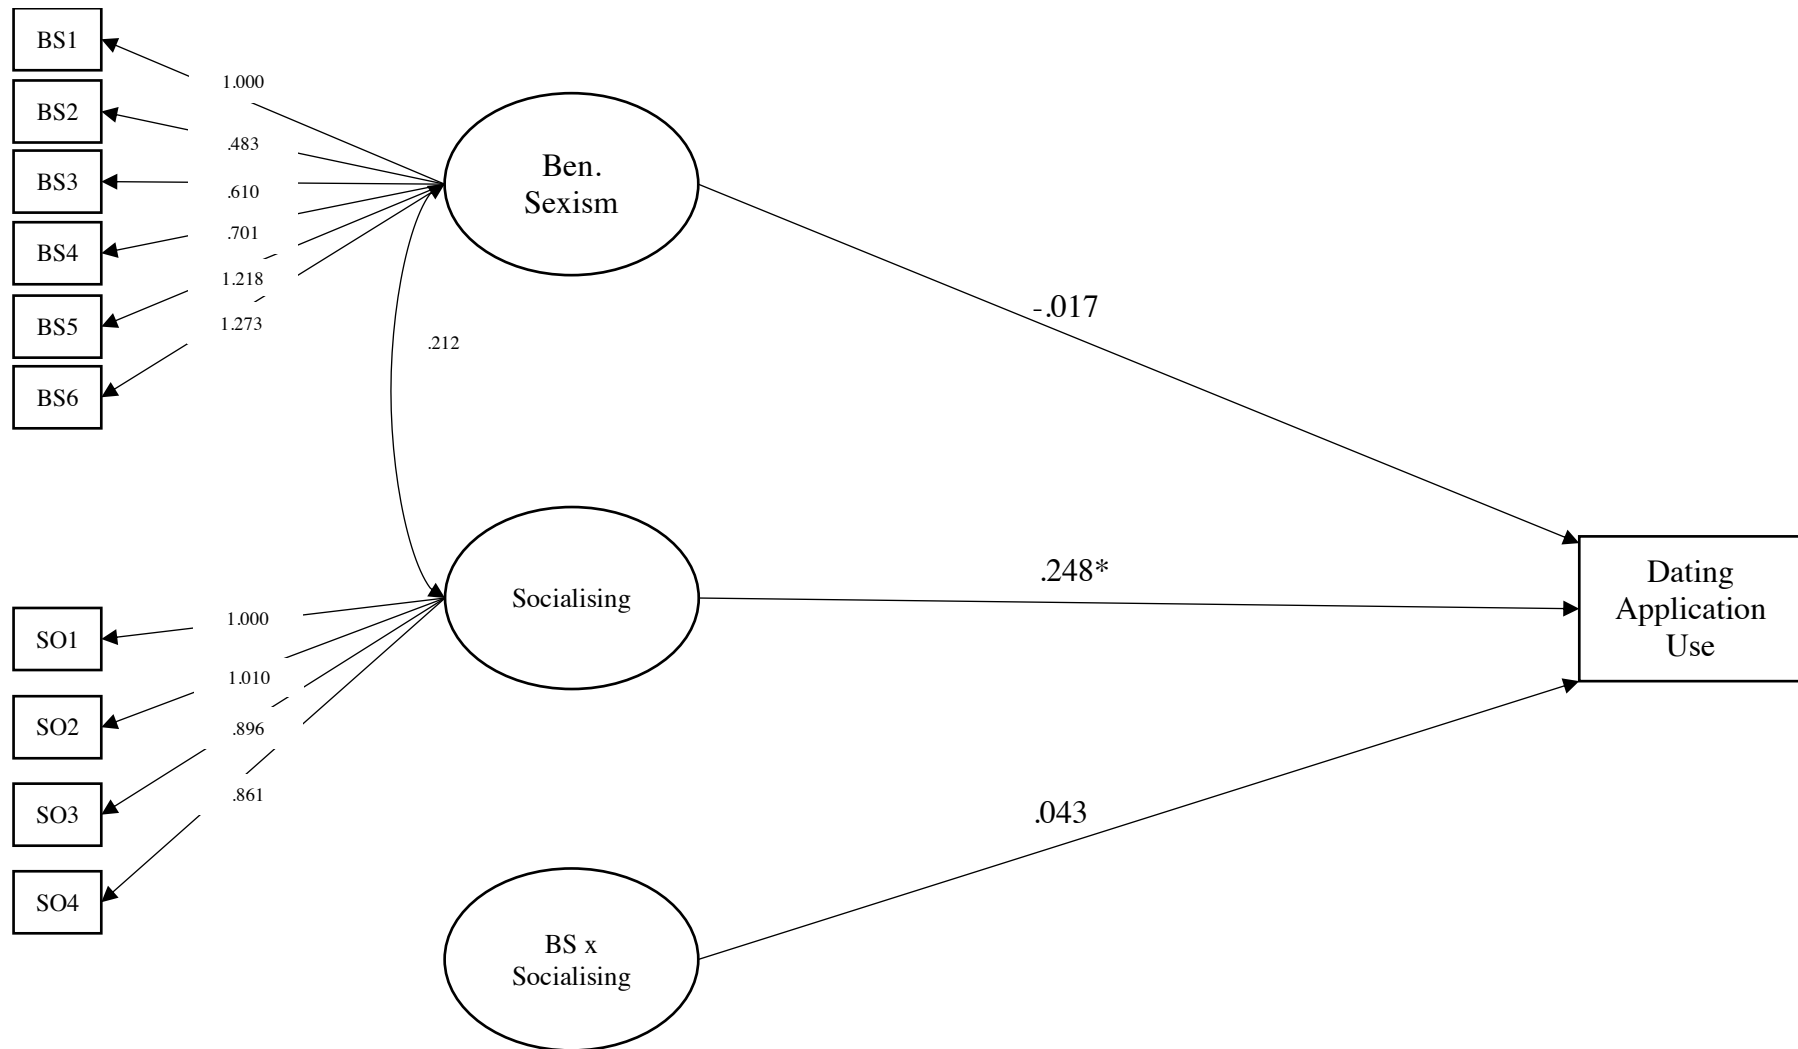 BS1
1.000
BS2
.483
BS3
.610
BS4
.701
BS5
1.218
BS6
1.273
Ben.
Sexism
-.017
.212
Socialising
.248*
Dating
Application
Use
SO1
1.000
SO2
1.010
SO3
.896
SO4
.861
.043
BS x
Socialising